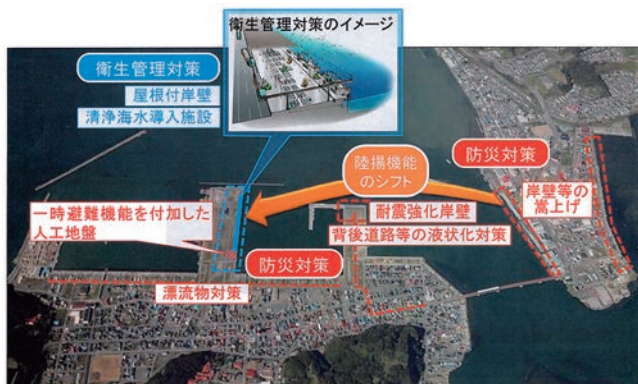 衛生管理対策のイメージ
衛生管理対策
屋根付岸壁
清浄海水導入施設
陸揚機能
のシフト
防災対策
岸壁等の
嵩上げ
一時避難機能を付加した
人工地盤
耐震強化岸壁
背後道路等の液状化対策
防災対策
漂流物対策